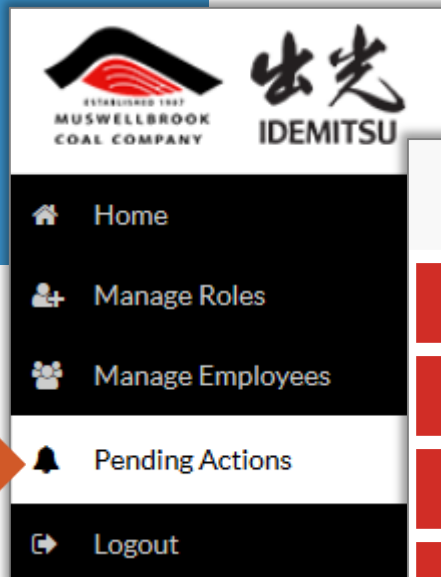 ESTABLISHED 1907
MUSWELLBROOK
COAL COMPANY
出光
IDEMITSU
Home
Manage Roles
Manage Employees
Pending Actions
Logout